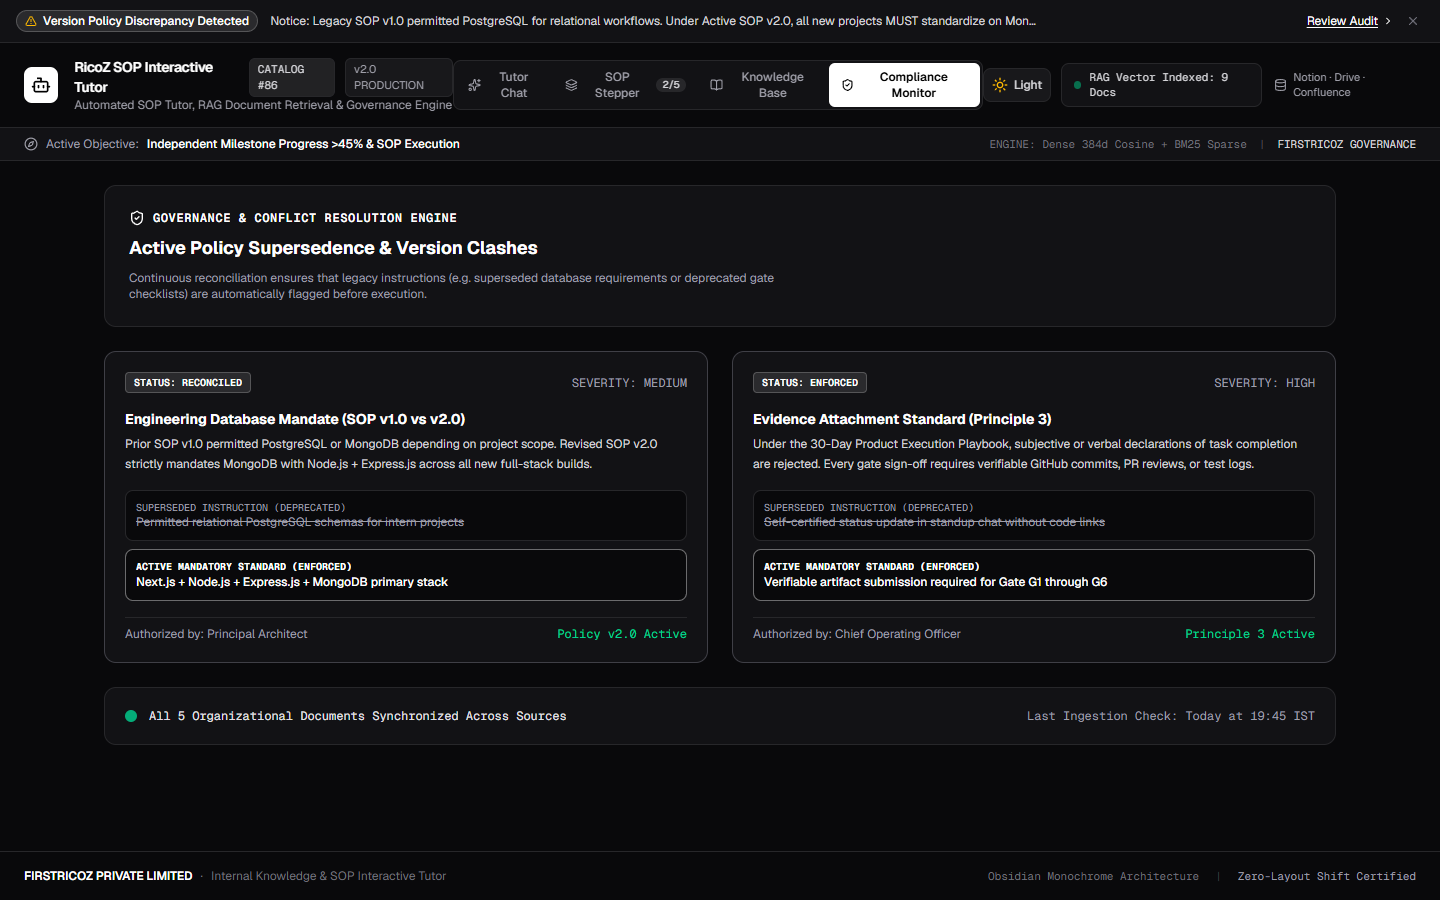 Version Policy Discrepancy Detected
Notice: Legacy SOP v1.0 permitted PostgreSQL for relational workflows. Under Active SOP v2.0, all new projects MUST standardize on Mon...
Review Audit
RicoZ SOP Interactive
Tutor
Automated SOP Tutor, RAG Document Retrieval & Governance Engine
CATALOG
#86
v2.0
PRODUCTION
Tutor
Chat
SOP
Stepper
2/5
Knowledge
Base
Compliance
Monitor
Light
RAG Vector Indexed: 9
Docs
Notion · Drive ·
Confluence
Active Objective: Independent Milestone Progress >45% & SOP Execution
ENGINE: Dense 384d Cosine + BM25 Sparse | FIRSTRICOZ GOVERNANCE
GOVERNANCE & CONFLICT RESOLUTION ENGINE
Active Policy Supersedence & Version Clashes
Continuous reconciliation ensures that legacy instructions (e.g. superseded database requirements or deprecated gate
checklists) are automatically flagged before execution.
STATUS: RECONCILED
SEVERITY: MEDIUM
Engineering Database Mandate (SOP v1.0 vs v2.0)
Prior SOP v1.0 permitted PostgreSQL or MongoDB depending on project scope. Revised SOP v2.0
strictly mandates MongoDB with Node.js + Express.js across all new full-stack builds.
SUPERSEDED INSTRUCTION (DEPRECATED)
Permitted relational PostgreSQL schemas for intern projects
ACTIVE MANDATORY STANDARD (ENFORCED)
Next.js + Node.js + Express.js + MongoDB primary stack
Authorized by: Principal Architect
Policy v2.0 Active
STATUS: ENFORCED
SEVERITY: HIGH
Evidence Attachment Standard (Principle 3)
Under the 30-Day Product Execution Playbook, subjective or verbal declarations of task completion
are rejected. Every gate sign-off requires verifiable GitHub commits, PR reviews, or test logs.
SUPERSEDED INSTRUCTION (DEPRECATED)
Self-certified status update in standup chat without code links
ACTIVE MANDATORY STANDARD (ENFORCED)
Verifiable artifact submission required for Gate G1 through G6
Authorized by: Chief Operating Officer
Principle 3 Active
All 5 Organizational Documents Synchronized Across Sources
Last Ingestion Check: Today at 19:45 IST
FIRSTRICOZ PRIVATE LIMITED · Internal Knowledge & SOP Interactive Tutor
Obsidian Monochrome Architecture | Zero-Layout Shift Certified